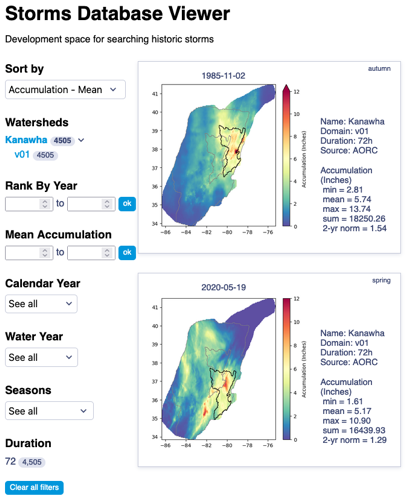 Storms Database Viewer
Development space for searching historic storms
Sort by
Accumulation - Mean
Watersheds
Kanawha 4505
v01 4505
Rank By Year
to ok
Mean Accumulation
to ok
Calendar Year
See all
Water Year
See all
Seasons
See all
Duration
72 4,505
Clear all filters
autumn
1985-11-02
41
40
39
38
37
36
35
34
−86 −84 −82 −80 −78 −76
12
10
8
6
4
2
0
Accumulation (Inches)
Name: Kanawha
Domain: v01
Duration: 72h
Source: AORC
Accumulation
(Inches)
min = 2.81
mean = 5.74
max = 13.74
sum = 18250.26
2-yr norm = 1.54
spring
2020-05-19
41
40
39
38
37
36
35
34
−86 −84 −82 −80 −78 −76
12
10
8
6
4
2
0
Accumulation (Inches)
Name: Kanawha
Domain: v01
Duration: 72h
Source: AORC
Accumulation
(Inches)
min = 1.61
mean = 5.17
max = 10.90
sum = 16439.93
2-yr norm = 1.29